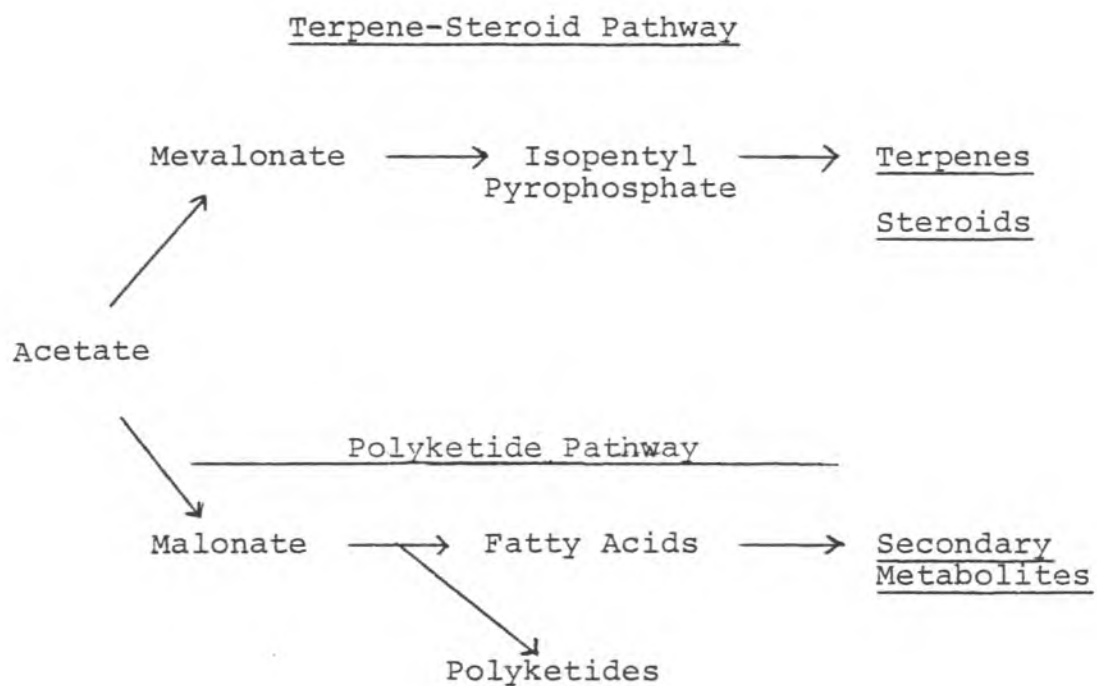 Terpene-Steroid Pathway
Mevalonate
Isopentyl
Pyrophosphate
Terpenes
Steroids
Acetate
Polyketide Pathway
Malonate
Fatty Acids
Secondary
Metabolites
Polyketides